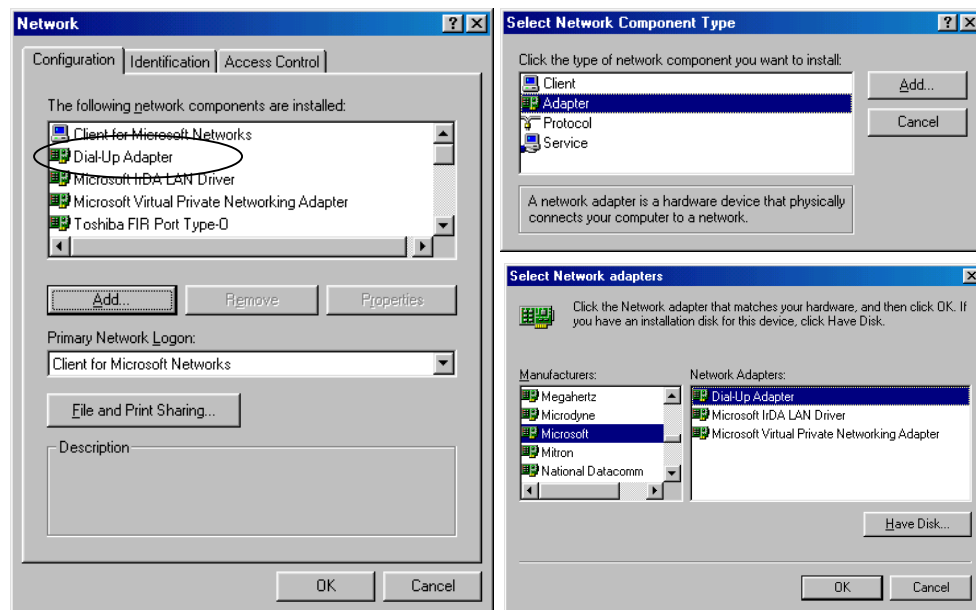 Network
Configuration
Identification
Access Control
The following network components are installed:
Client for Microsoft Networks
Dial-Up Adapter
Microsoft IrDA LAN Driver
Microsoft Virtual Private Networking Adapter
Toshiba FIR Port Type-O
Add...
Remove
Properties
Primary Network Logon:
Client for Microsoft Networks
File and Print Sharing...
Description
OK
Cancel
Select Network Component Type
Click the type of network component you want to install:
Client
Adapter
Protocol
Service
Add...
Cancel
A network adapter is a hardware device that physically
connects your computer to a network.
Select Network adapters
Click the Network adapter that matches your hardware, and then click OK. If
you have an installation disk for this device, click Have Disk.
Manufacturers:
Megahertz
Microdyne
Microsoft
Mitron
National Datacomm
Network Adapters:
Dial-Up Adapter
Microsoft IrDA LAN Driver
Microsoft Virtual Private Networking Adapter
Have Disk...
OK
Cancel